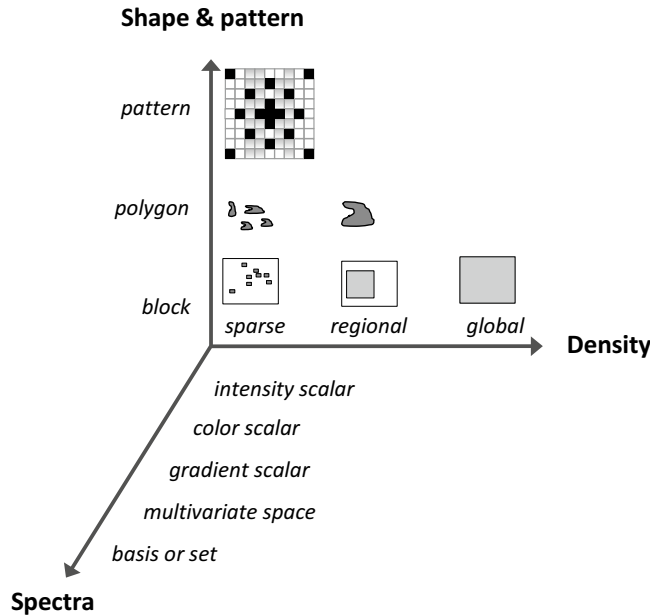 Shape & pattern
pattern
polygon
block
sparse
regional
global
Density
intensity scalar
color scalar
gradient scalar
multivariate space
basis or set
Spectra